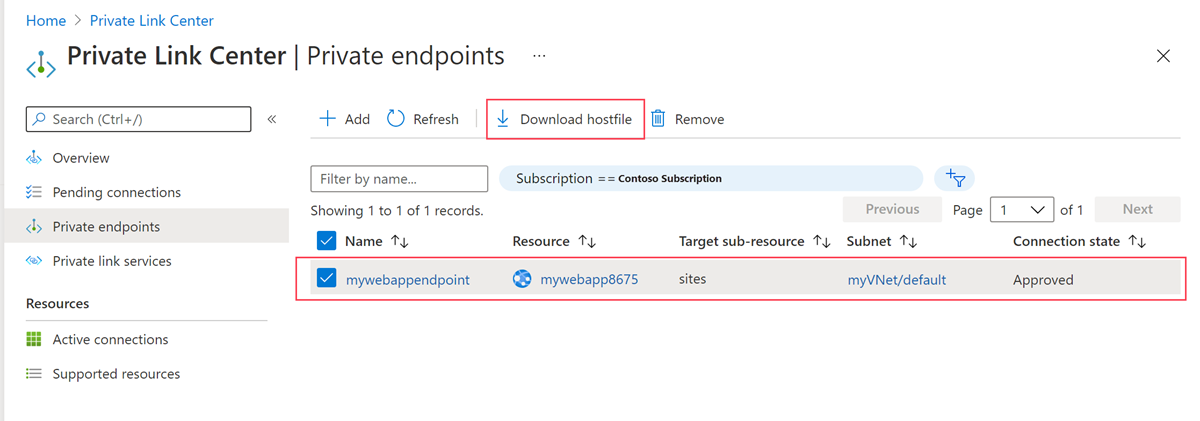 Home > Private Link Center
Private Link Center | Private endpoints ...
Search (Ctrl+/) «
Overview
Pending connections
Private endpoints
Private link services
Resources
Active connections
Supported resources
Add Refresh Download hostfile Remove
Filter by name... Subscription == Contoso Subscription
Showing 1 to 1 of 1 records. Previous Page 1 of 1 Next
Name ↑↓ Resource ↑↓ Target sub-resource ↑↓ Subnet ↑↓ Connection state ↑↓
mywebappendpoint mywebapp8675 sites myVNet/default Approved